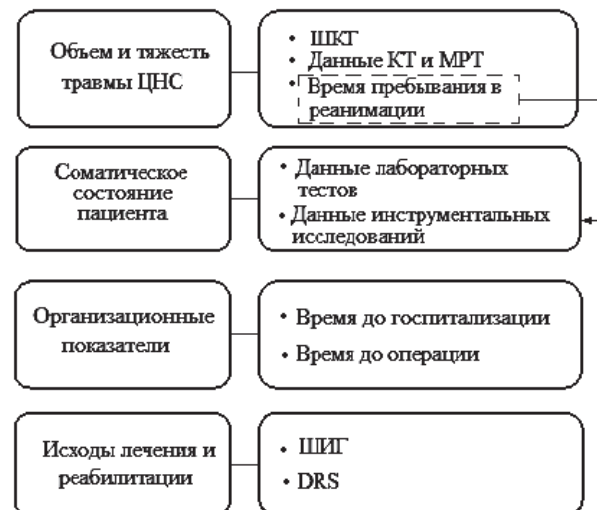 Объем и тяжесть
травмы ЦНС
• ШКТ
• Данные КТ и МРТ
• Время пребывания в
реанимации
Соматическое
состояние
пациента
• Данные лабораторных
тестов
• Данные инструментальных
исследований
Организационные
показатели
• Время до госпитализации
• Время до операции
Исходы лечения и
реабилитации
• ШИГ
• DRS